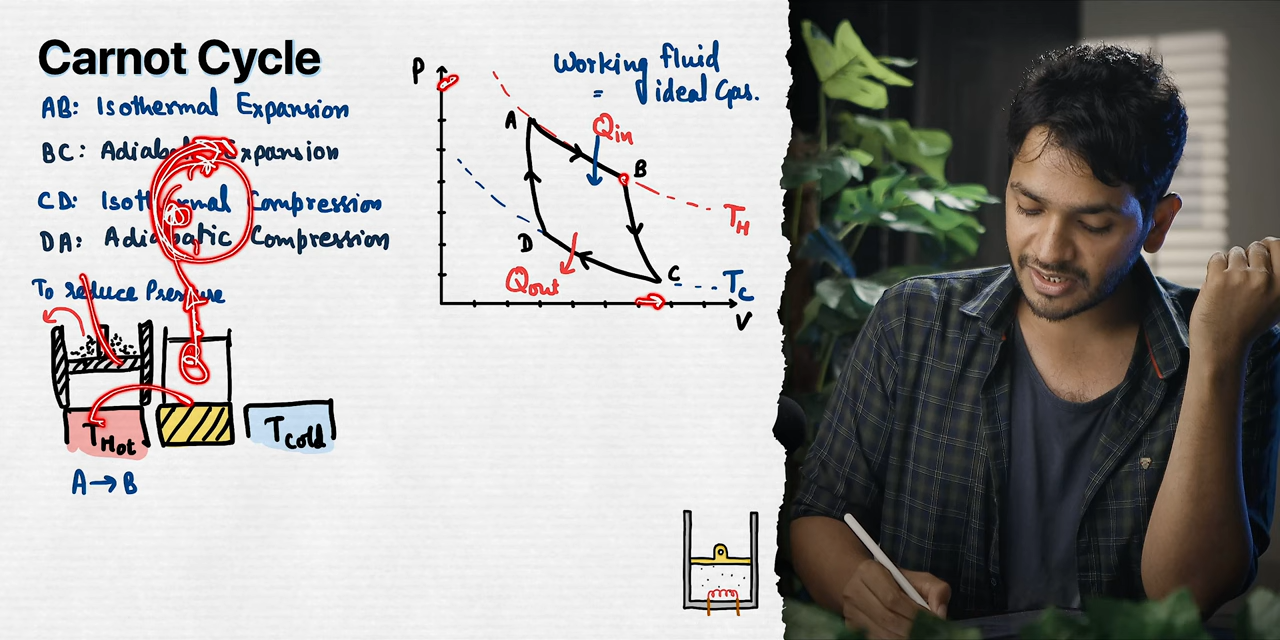 Carnot Cycle
AB: Isothermal Expansion
BC: Adiabatic Expansion
CD: Isothermal Compression
DA: Adiabatic Compression
To reduce Pressure
THot
Tcold
A→B
P
Working fluid
= ideal Gas.
A
Qin
B
TH
D
Qout
C
Tc
V